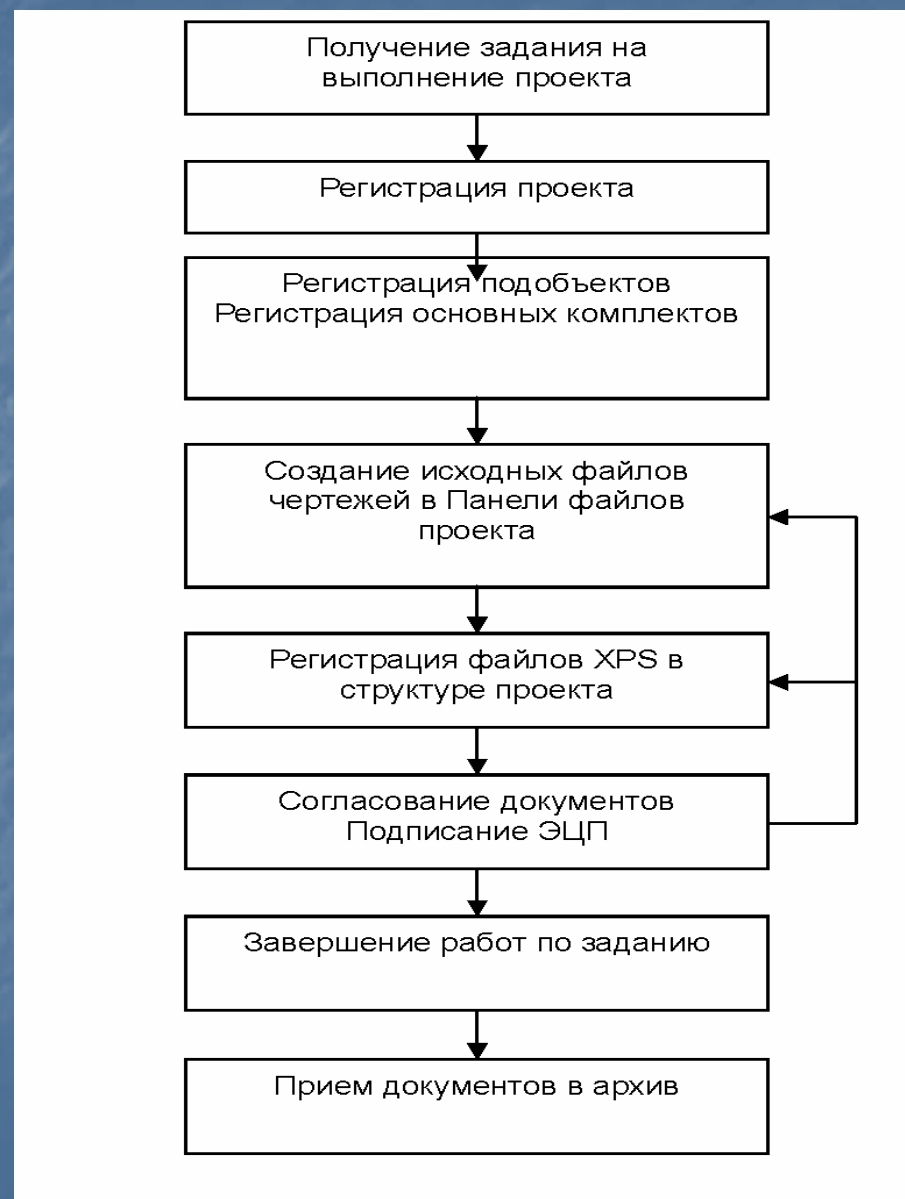 Получение задания на
выполнение проекта
Регистрация проекта
Регистрация подобъектов
Регистрация основных комплектов
Создание исходных файлов
чертежей в Панели файлов
проекта
Регистрация файлов XPS в
структуре проекта
Согласование документов
Подписание ЭЦП
Завершение работ по заданию
Прием документов в архив